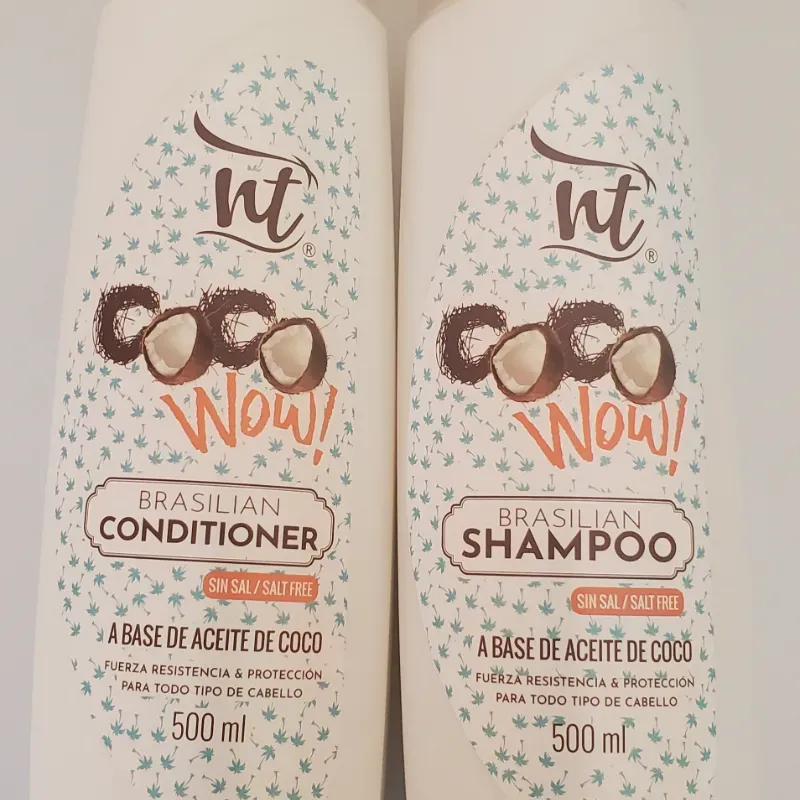 nt
®
COCO
Wow!
BRASILIAN
CONDITIONER
SIN SAL / SALT FREE
A BASE DE ACEITE DE COCO
FUERZA RESISTENCIA & PROTECCIÓN
PARA TODO TIPO DE CABELLO
500 ml
nt
®
COCO
Wow!
BRASILIAN
SHAMPOO
SIN SAL / SALT FREE
A BASE DE ACEITE DE COCO
FUERZA RESISTENCIA & PROTECCIÓN
PARA TODO TIPO DE CABELLO
500 ml